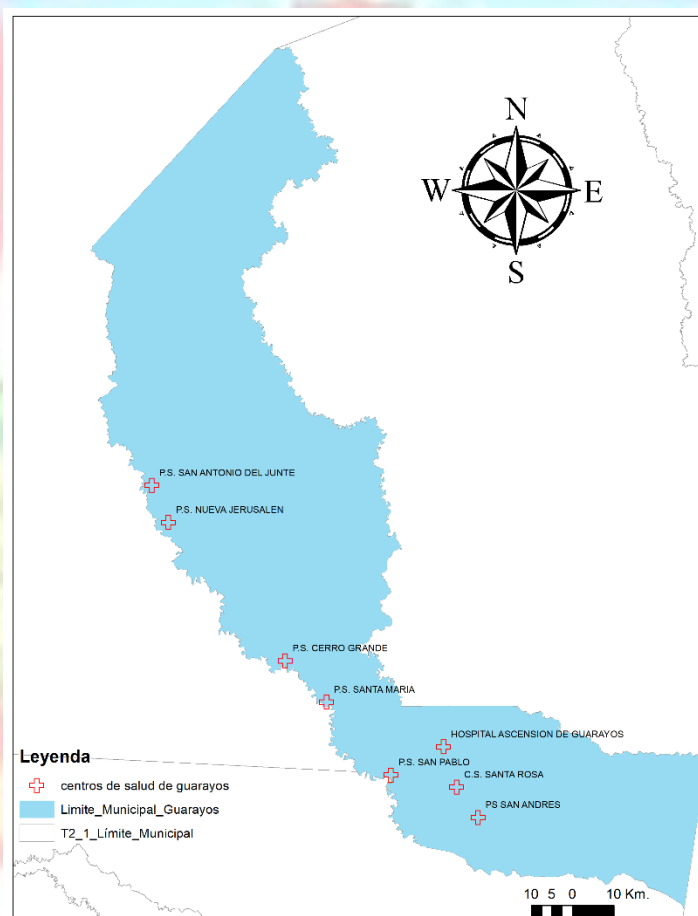 N
W E
S
P.S. SAN ANTONIO DEL JUNTE
P.S. NUEVA JERUSALEN
P.S. CERRO GRANDE
P.S. SANTA MARIA
HOSPITAL ASCENSION DE GUARAYOS
P.S. SAN PABLO
C.S. SANTA ROSA
PS SAN ANDRES
Leyenda
centros de salud de guarayos
Limite_Municipal_Guarayos
T2_1_Límite_Municipal
10 5 0 10 Km.